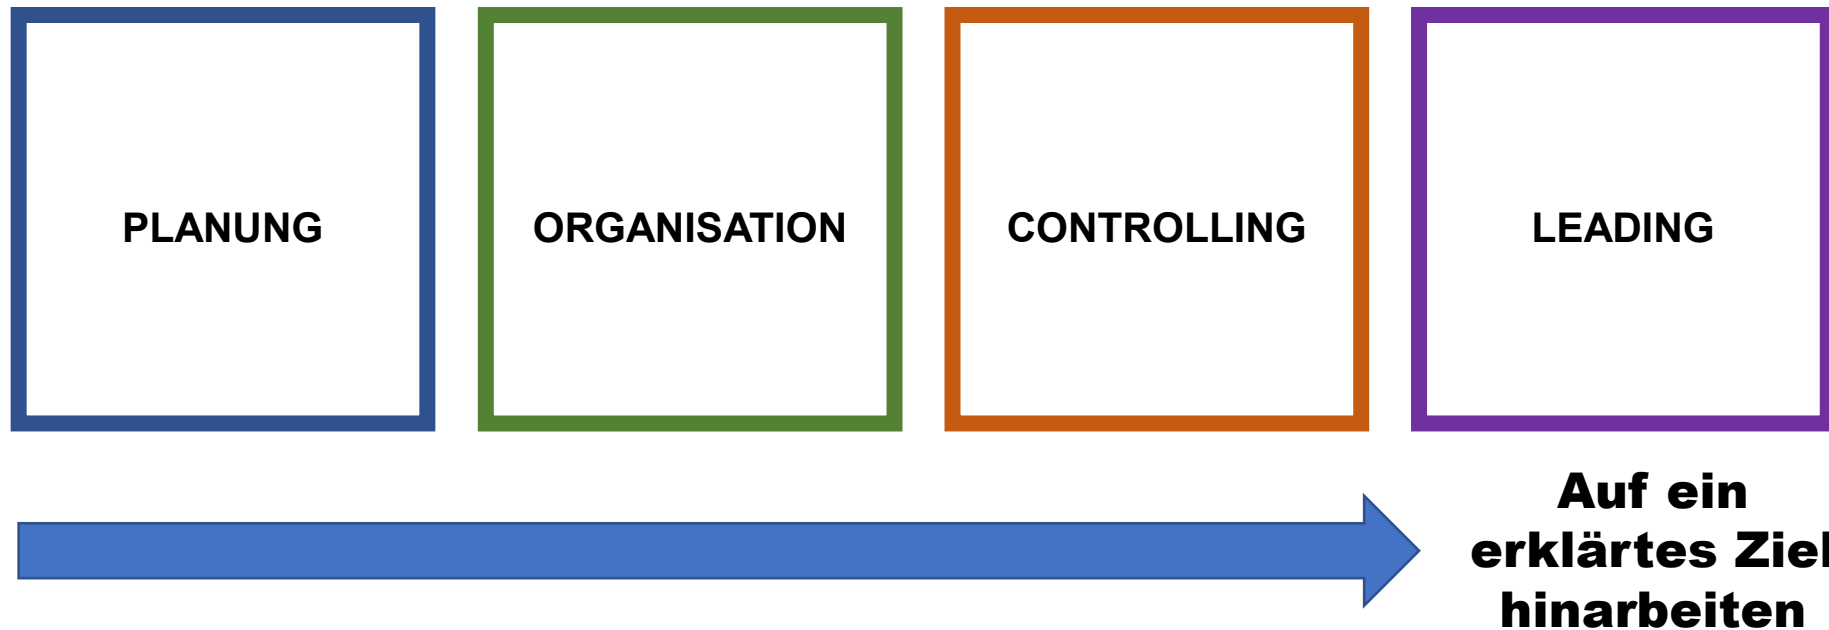 PLANUNG
ORGANISATION
CONTROLLING
LEADING
Auf ein
erklärtes Ziel
hinarbeiten